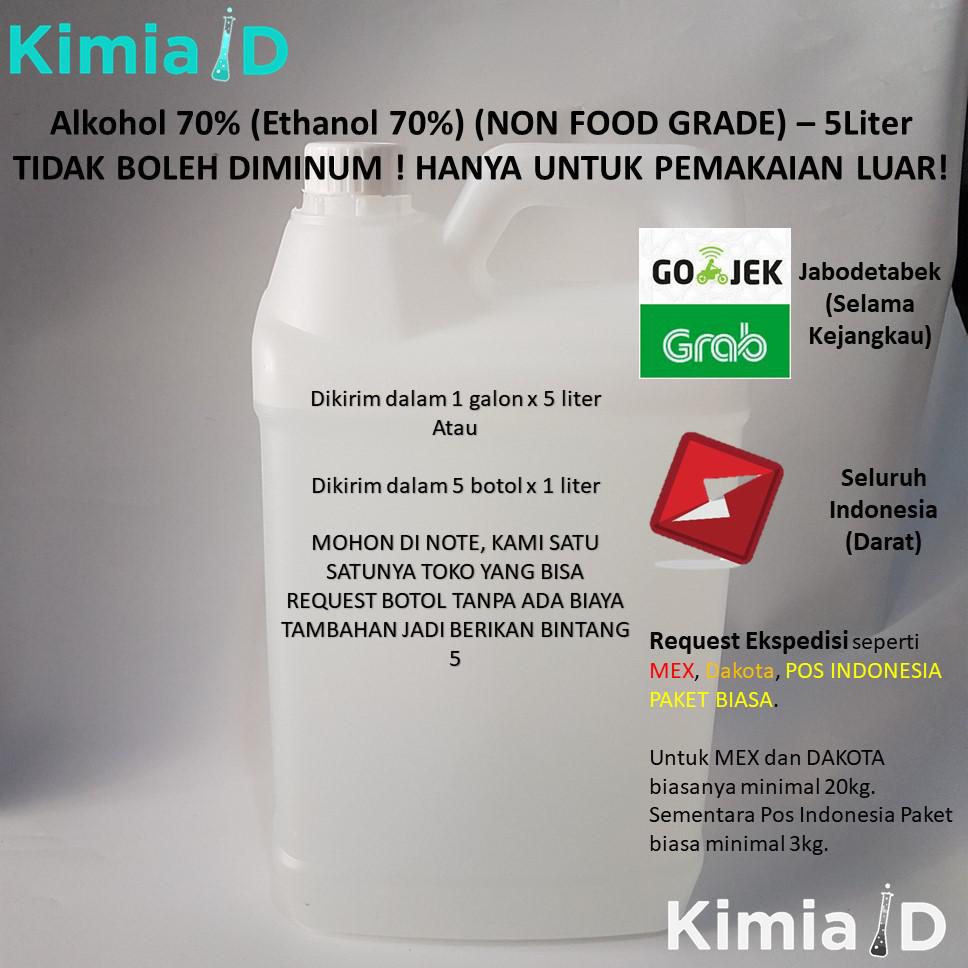 Kimia ID
Alkohol 70% (Ethanol 70%) (NON FOOD GRADE) – 5Liter
TIDAK BOLEH DIMINUM ! HANYA UNTUK PEMAKAIAN LUAR!
GO JEK
Grab
Jabodetabek
(Selama
Kejangkau)
Dikirim dalam 1 galon x 5 liter
Atau
Dikirim dalam 5 botol x 1 liter
MOHON DI NOTE, KAMI SATU
SATUNYA TOKO YANG BISA
REQUEST BOTOL TANPA ADA BIAYA
TAMBAHAN JADI BERIKAN BINTANG
5
Seluruh
Indonesia
(Darat)
Request Ekspedisi seperti
MEX, Dakota, POS INDONESIA
PAKET BIASA.
Untuk MEX dan DAKOTA
biasanya minimal 20kg.
Sementara Pos Indonesia Paket
biasa minimal 3kg.
Kimia ID